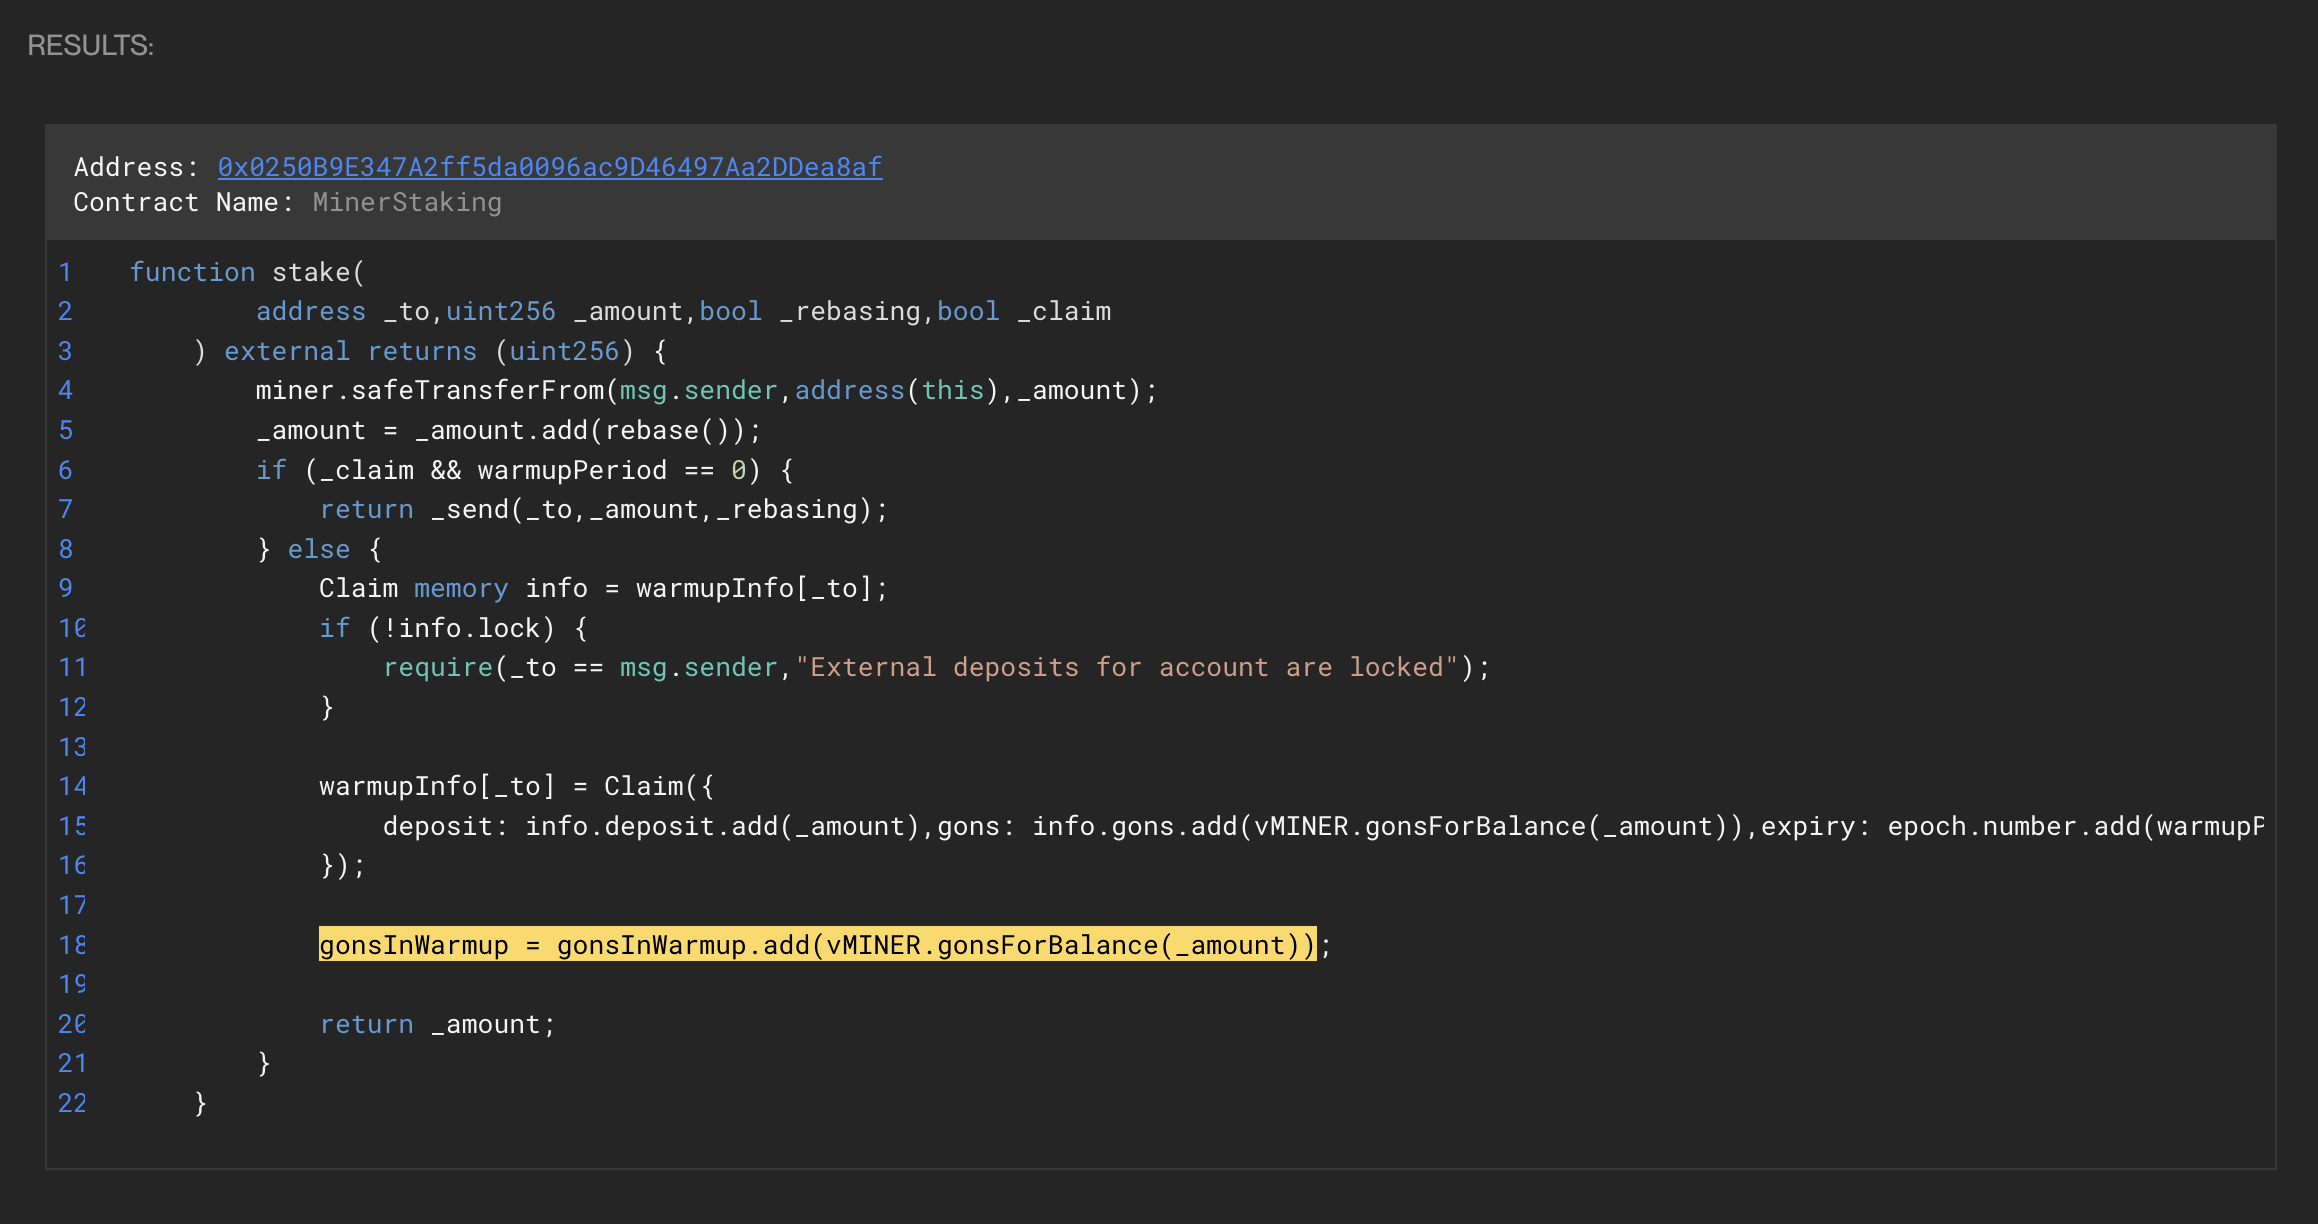 RESULTS:
Address: 0x0250B9E347A2ff5da0096ac9D46497Aa2DDea8af
Contract Name: MinerStaking
1 function stake(
2 address _to,uint256 _amount,bool _rebasing,bool _claim
3 ) external returns (uint256) {
4 miner.safeTransferFrom(msg.sender,address(this),_amount);
5 _amount = _amount.add(rebase());
6 if (_claim && warmupPeriod == 0) {
7 return _send(_to,_amount,_rebasing);
8 } else {
9 Claim memory info = warmupInfo[_to];
10 if (!info.lock) {
11 require(_to == msg.sender,"External deposits for account are locked");
12 }
13
14 warmupInfo[_to] = Claim({
15 deposit: info.deposit.add(_amount),gons: info.gons.add(vMINER.gonsForBalance(_amount)),expiry: epoch.number.add(warmupP
16 });
17
18 gonsInWarmup = gonsInWarmup.add(vMINER.gonsForBalance(_amount));
19
20 return _amount;
21 }
22 }